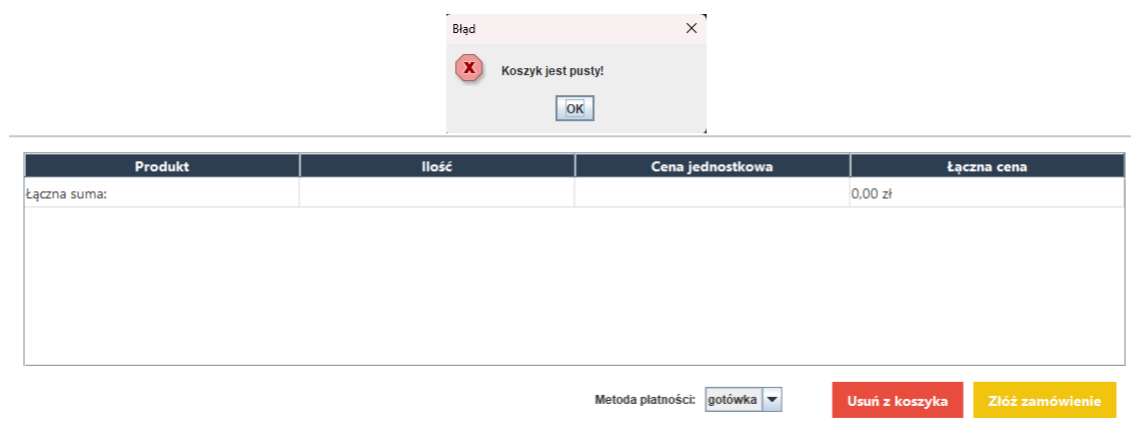 Błąd
Koszyk jest pusty!
OK
Produkt Ilość Cena jednostkowa Łączna cena
Łączna suma: 0,00 zł
Metoda płatności: gotówka Usuń z koszyka Złóż zamówienie